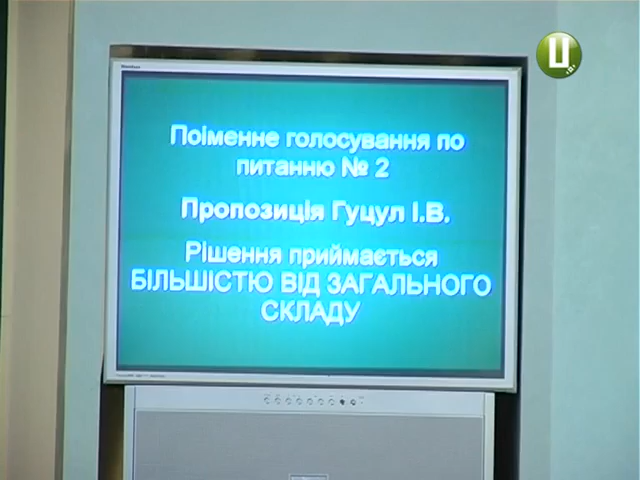 Ц
Поіменне голосування по
питанню № 2
Пропозиція Гуцул І.В.
Рішення приймається
БІЛЬШІСТЮ ВІД ЗАГАЛЬНОГО
СКЛАДУ